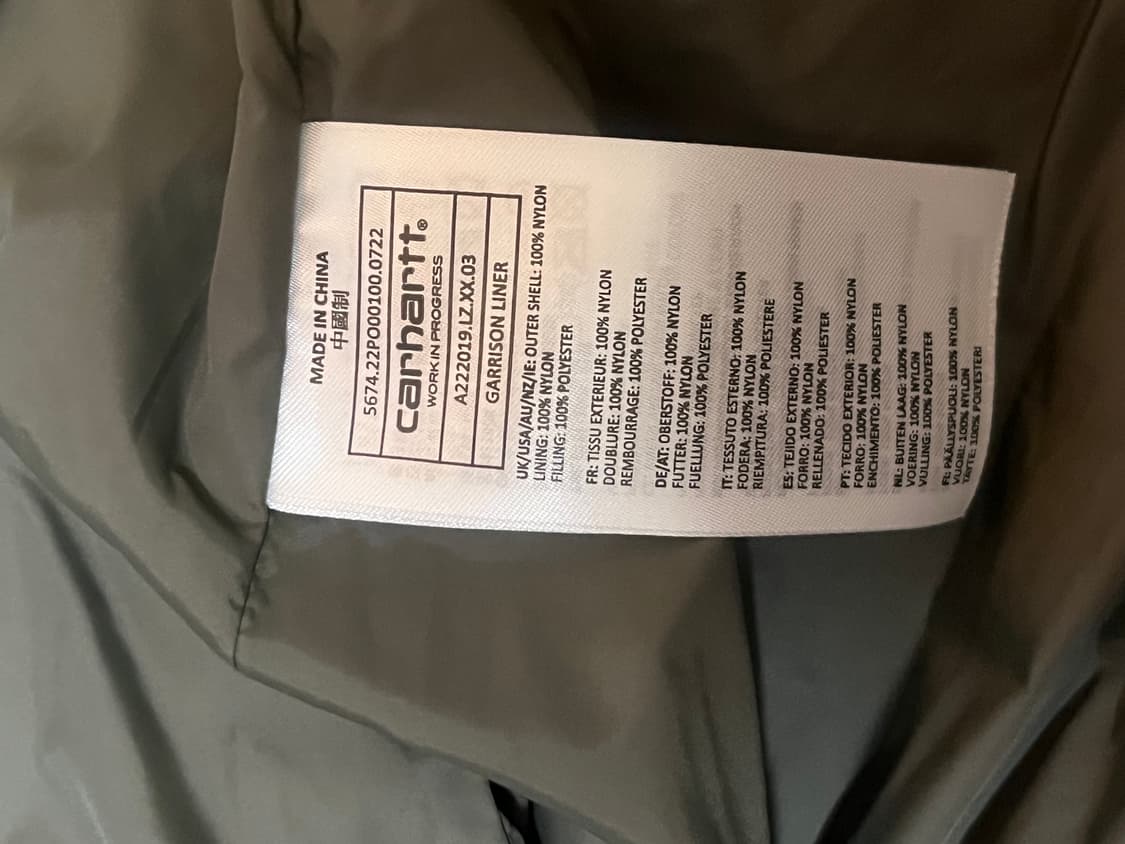 MADE IN CHINA
中國制
5674.22PO00100.0722
carhartt®
WORK IN PROGRESS
A222019.LZ.XX.03
GARRISON LINER
UK/USA/AU/NZ/IE: OUTER SHELL: 100% NYLON
LINING: 100% NYLON
FILLING: 100% POLYESTER
FR: TISSU EXTERIEUR: 100% NYLON
DOUBLURE: 100% NYLON
REMBOURRAGE: 100% POLYESTER
DE/AT: OBERSTOFF: 100% NYLON
FUTTER: 100% NYLON
FUELLUNG: 100% POLYESTER
IT: TESSUTO ESTERNO: 100% NYLON
FODERA: 100% NYLON
RIEMPITURA: 100% POLIESTERE
ES: TEJIDO EXTERNO: 100% NYLON
FORRO: 100% NYLON
RELLENADO: 100% POLIESTER
PT: TECIDO EXTERIOR: 100% NYLON
FORRO: 100% NYLON
ENCHIMENTO: 100% POLIESTER
NL: BUITEN LAAG: 100% NYLON
VOERING: 100% NYLON
VULLING: 100% POLYESTER
FI: PÄÄLLYSPUOLI: 100% NYLON
VUORI: 100% NYLON
TÄYTE: 100% POLYESTERI